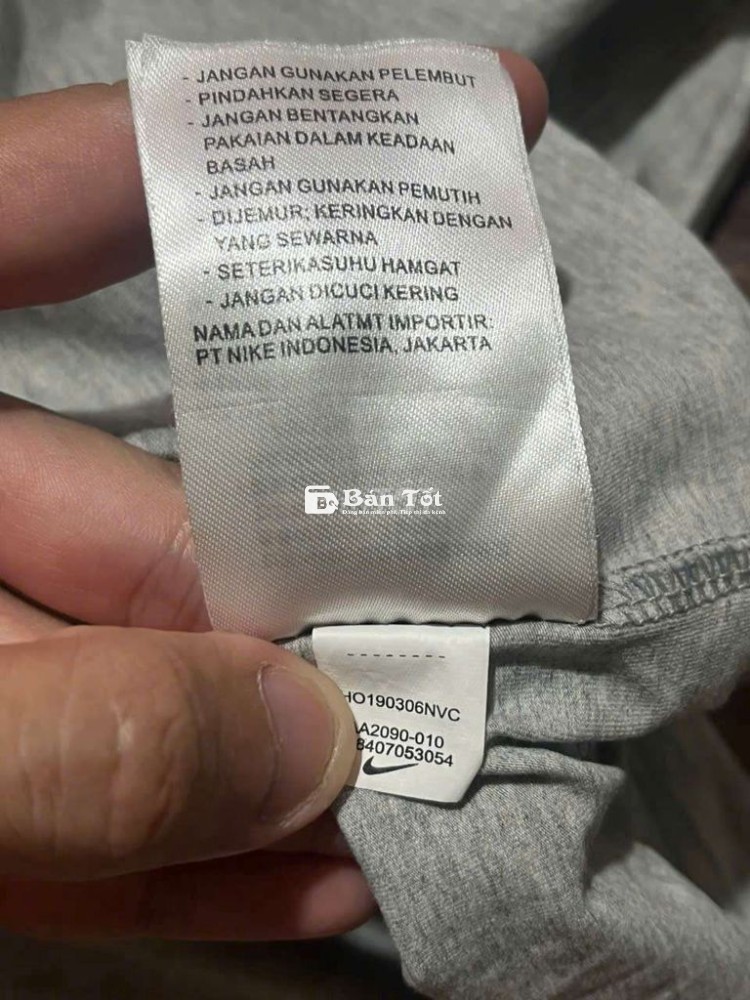 - JANGAN GUNAKAN PELEMBUT
- PINDAHKAN SEGERA
- JANGAN BENTANGKAN
PAKAIAN DALAM KEADAAN
BASAH
- JANGAN GUNAKAN PEMUTIH
- DIJEMUR; KERINGKAN DENGAN
YANG SEWARNA
- SETERIKASUHU HAMGAT
- JANGAN DICUCI KERING
NAMA DAN ALATMT IMPORTIR:
PT NIKE INDONESIA, JAKARTA
Bán Tốt
HO190306NVC
AA2090-010
8407053054